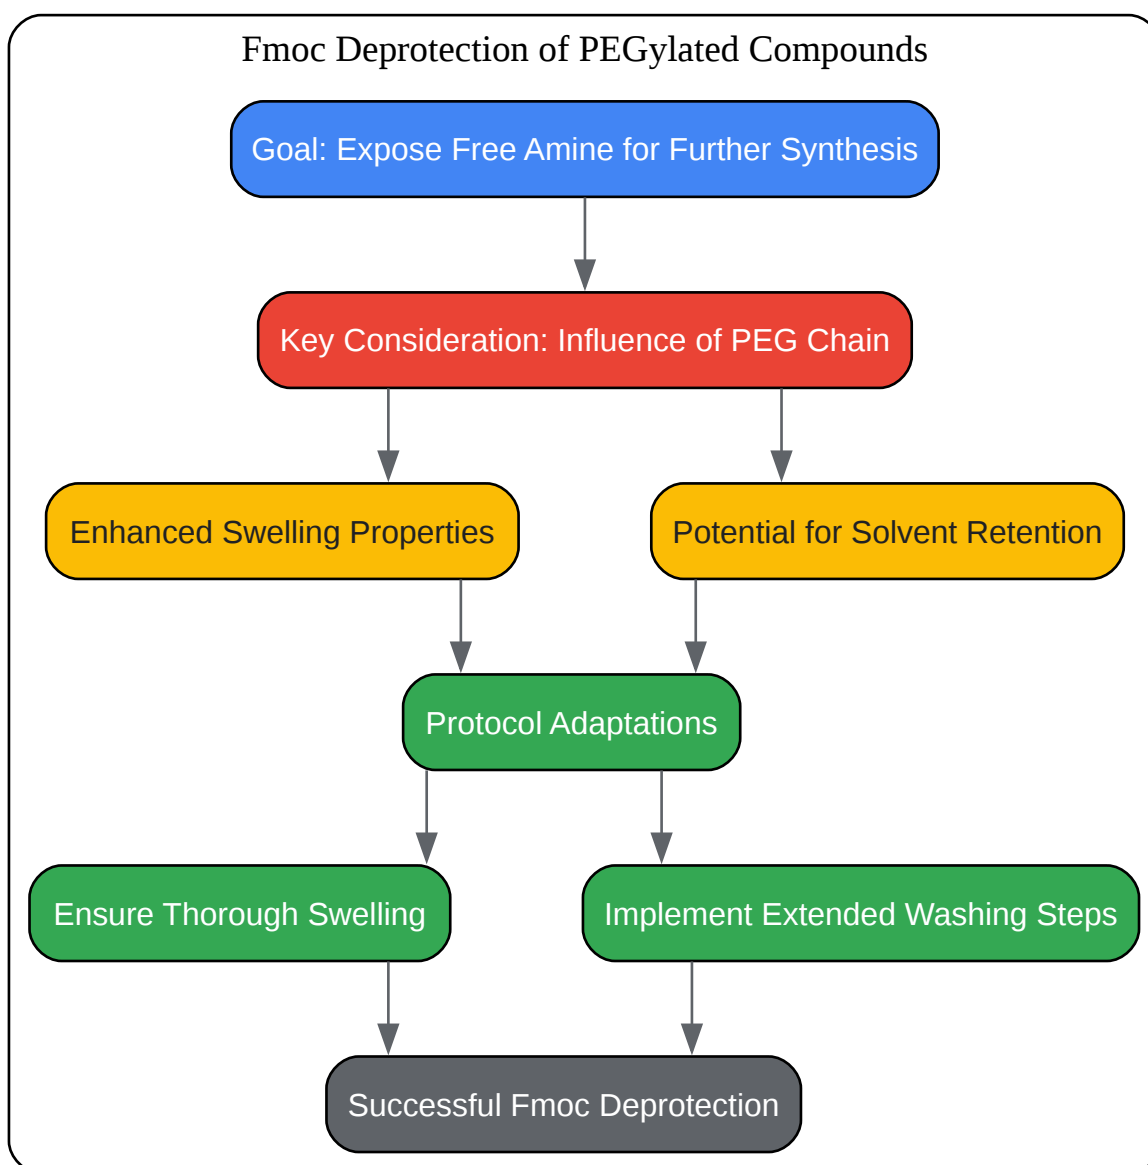 Fmoc Deprotection of PEGylated Compounds
Goal: Expose Free Amine for Further Synthesis
Key Consideration: Influence of PEG Chain
Enhanced Swelling Properties
Potential for Solvent Retention
Protocol Adaptations
Ensure Thorough Swelling
Implement Extended Washing Steps
Successful Fmoc Deprotection